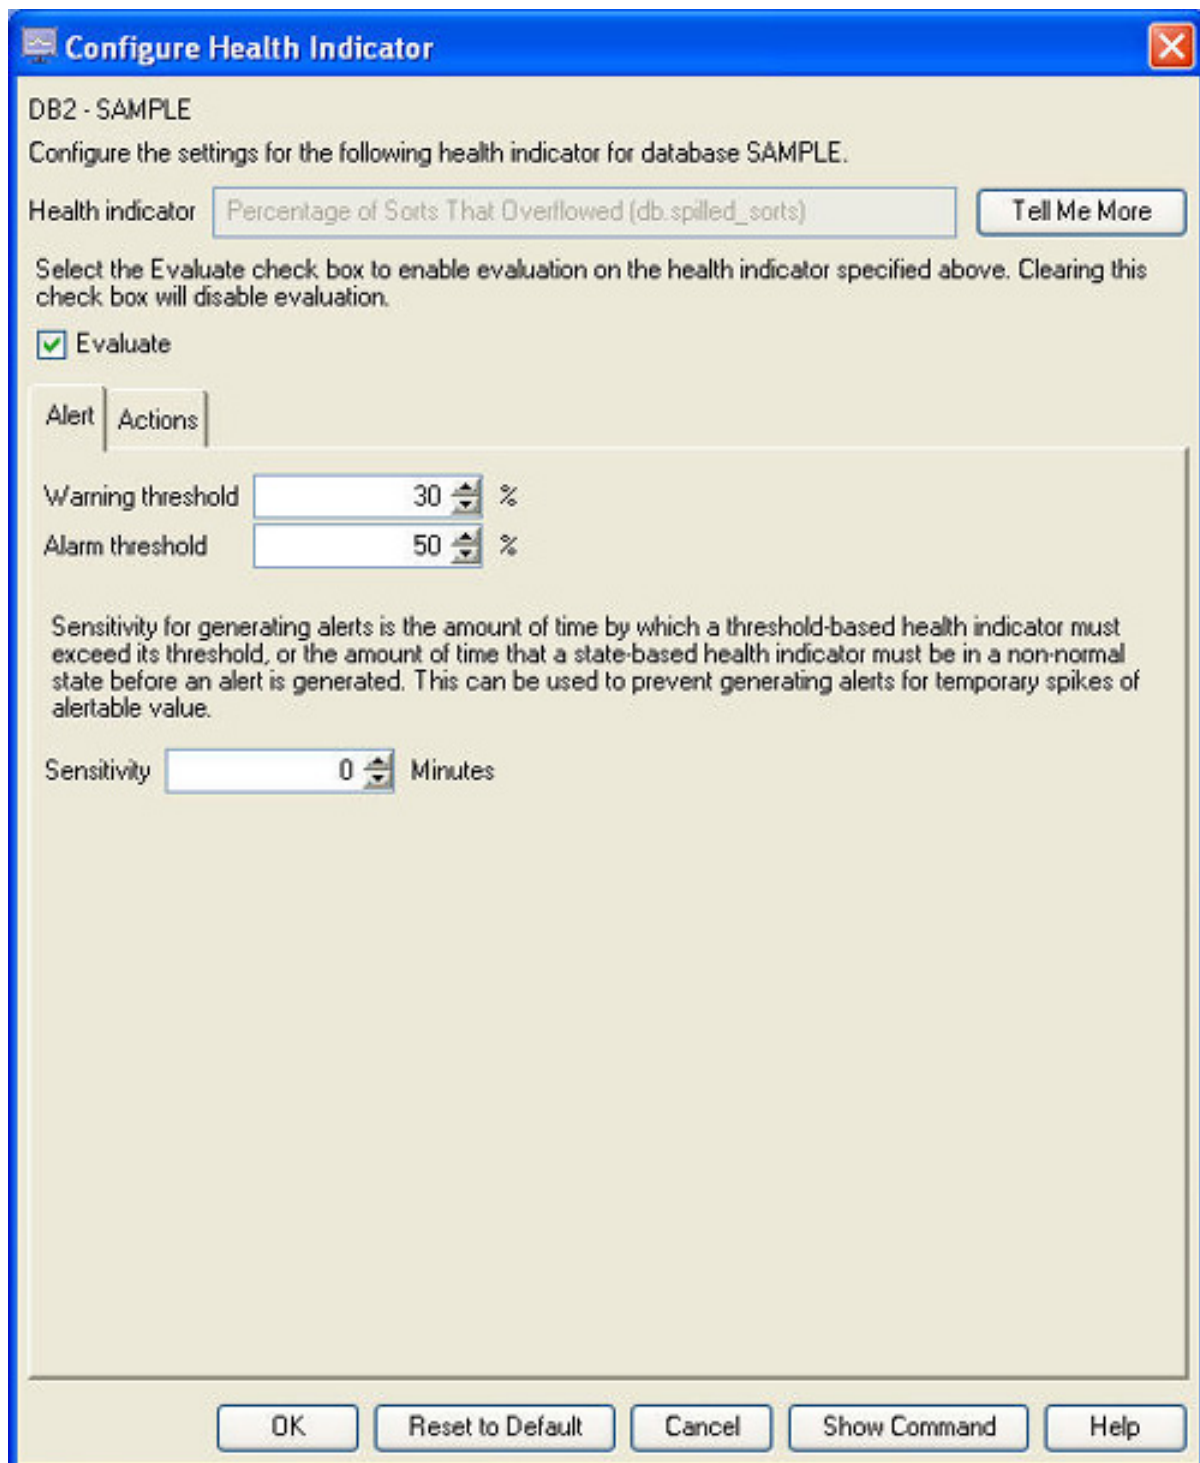 Configure Health Indicator
DB2 - SAMPLE
Configure the settings for the following health indicator for database SAMPLE.
Health indicator Percentage of Sorts That Overflowed (db.spilled_sorts) Tell Me More
Select the Evaluate check box to enable evaluation on the health indicator specified above. Clearing this
check box will disable evaluation.
Evaluate
Alert Actions
Warning threshold 30 %
Alarm threshold 50 %
Sensitivity for generating alerts is the amount of time by which a threshold-based health indicator must
exceed its threshold, or the amount of time that a state-based health indicator must be in a non-normal
state before an alert is generated. This can be used to prevent generating alerts for temporary spikes of
alertable value.
Sensitivity 0 Minutes
OK Reset to Default Cancel Show Command Help